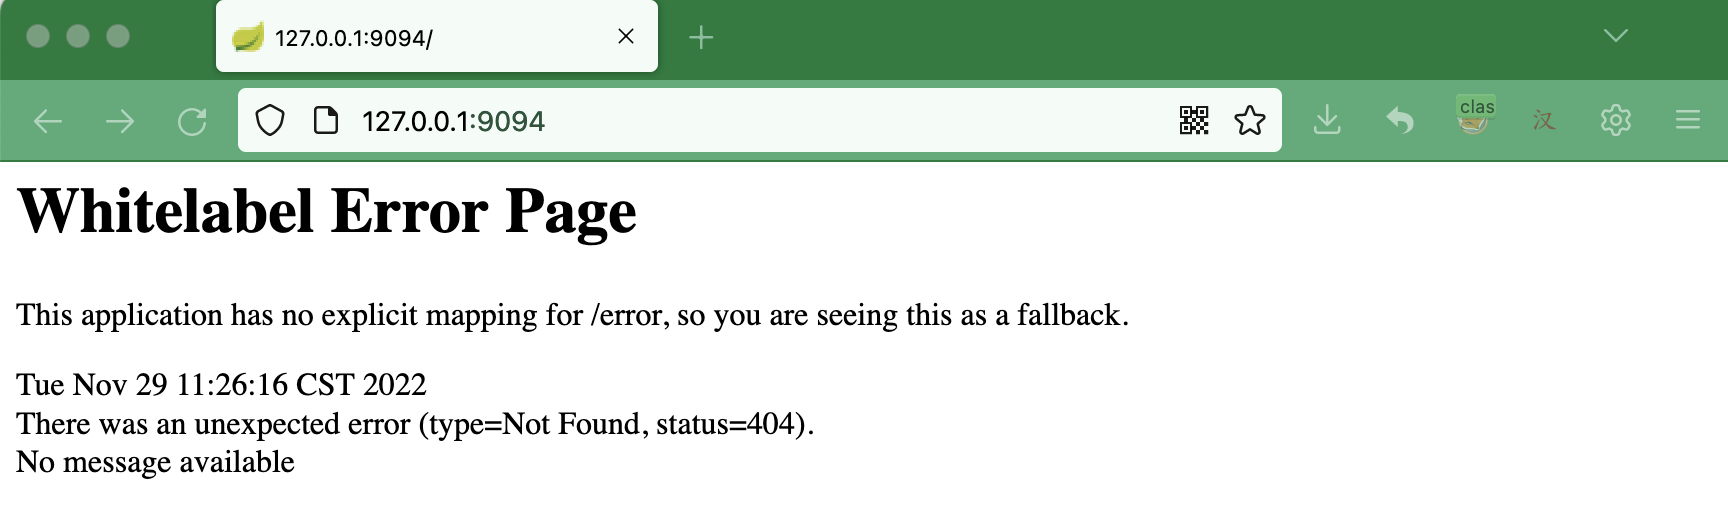 127.0.0.1:9094/
127.0.0.1:9094
clas
汉
Whitelabel Error Page
This application has no explicit mapping for /error, so you are seeing this as a fallback.
Tue Nov 29 11:26:16 CST 2022
There was an unexpected error (type=Not Found, status=404).
No message available